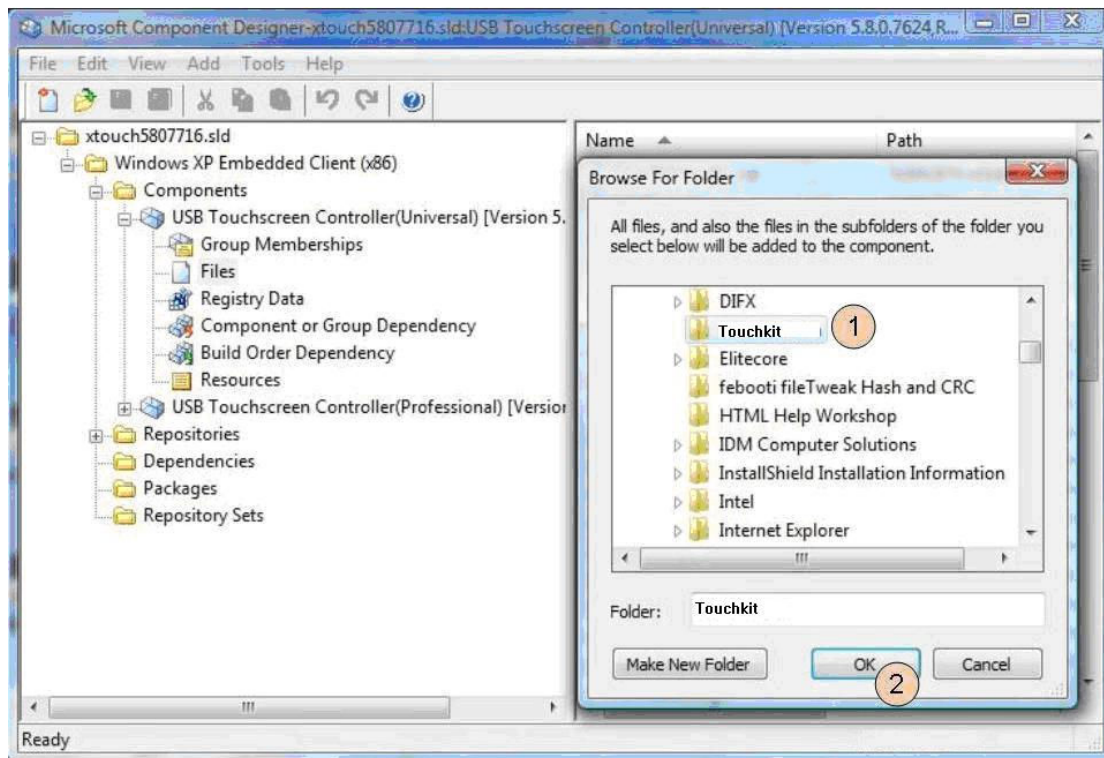 Microsoft Component Designer-xtouch5807716.sld:USB Touchscreen Controller(Universal) [Version 5.8.0.7624,R...
File Edit View Add Tools Help
xtouch5807716.sld
Windows XP Embedded Client (x86)
Components
USB Touchscreen Controller(Universal) [Version 5.
Group Memberships
Files
Registry Data
Component or Group Dependency
Build Order Dependency
Resources
USB Touchscreen Controller(Professional) [Version
Repositories
Dependencies
Packages
Repository Sets
Name Path
Browse For Folder
All files, and also the files in the subfolders of the folder you
select below will be added to the component.
DIFX
Touchkit 1
Elitecore
febooti fileTweak Hash and CRC
HTML Help Workshop
IDM Computer Solutions
InstallShield Installation Information
Intel
Internet Explorer
Folder: Touchkit
Make New Folder OK Cancel
2
Ready